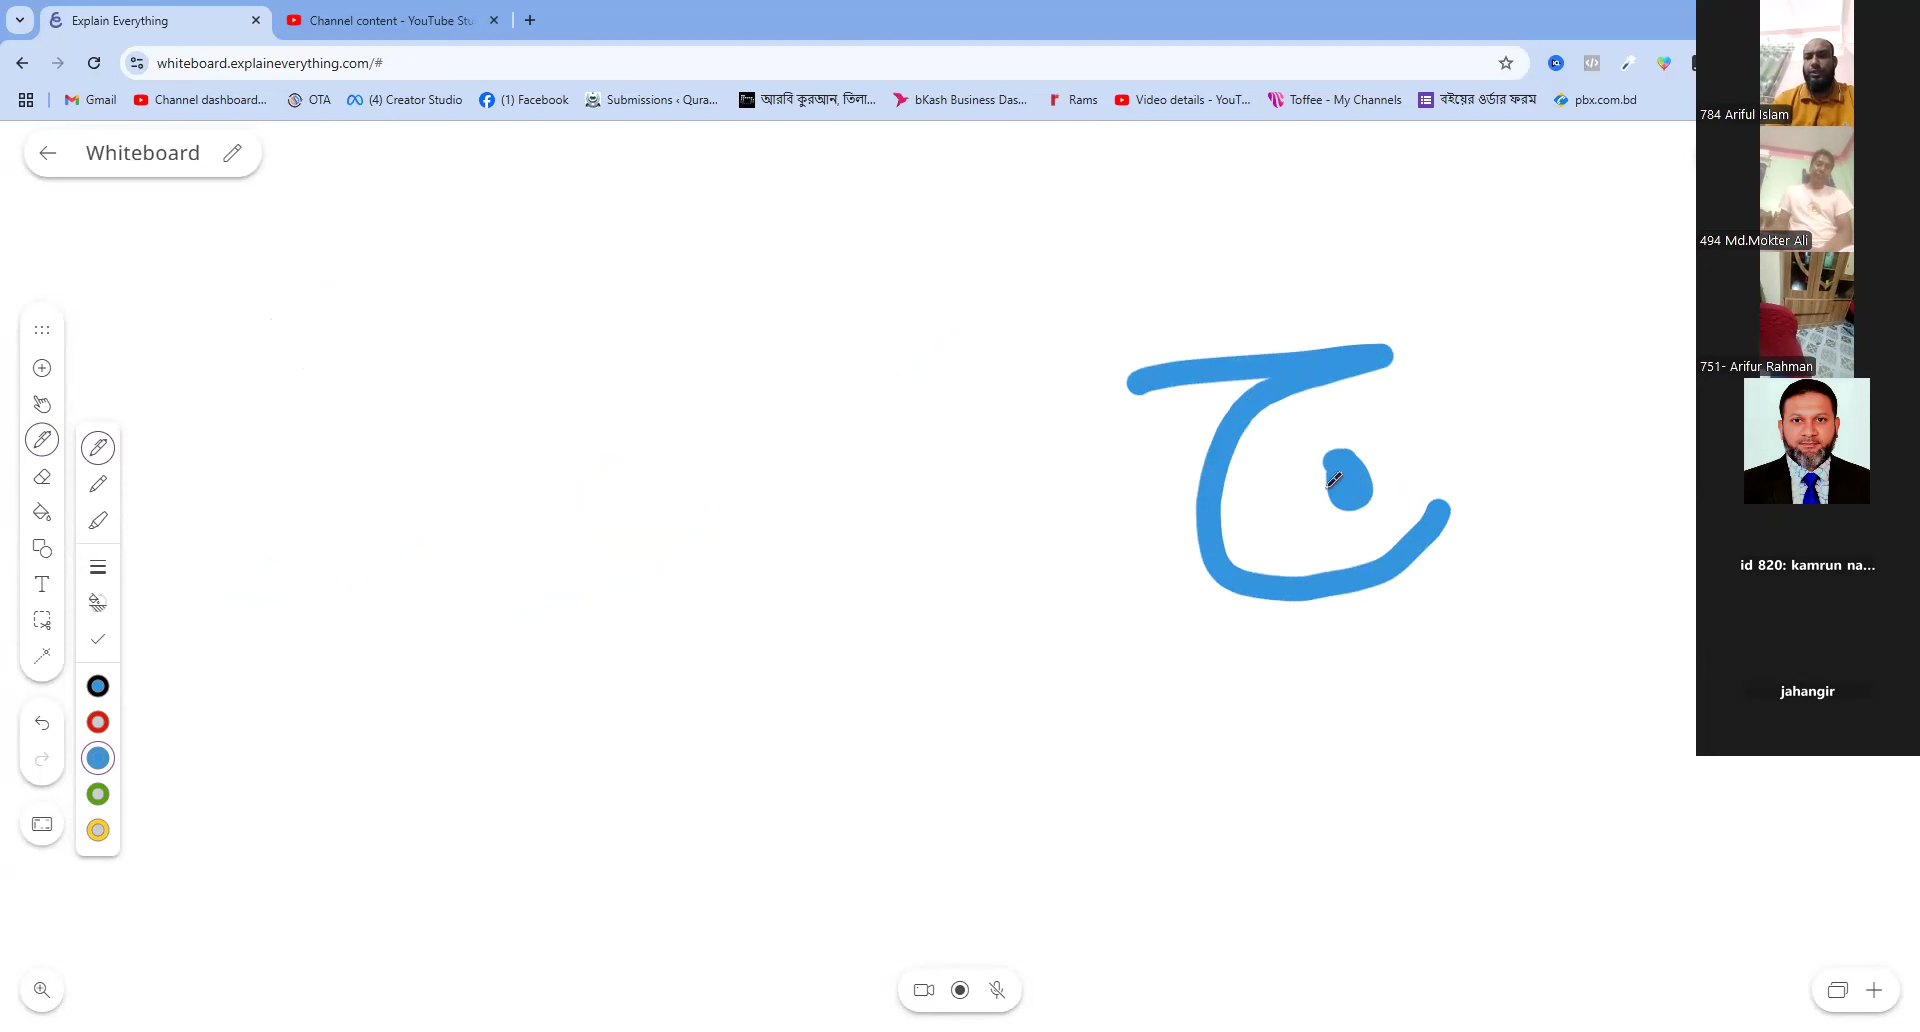 Explain Everything
Channel content - YouTube Stu
whiteboard.explaineverything.com/#
Gmail
Channel dashboard...
OTA
(4) Creator Studio
(1) Facebook
Submissions ‹ Qura...
আরবি কুরআন, তিলা...
bKash Business Das...
Rams
Video details - YouT...
Toffee - My Channels
বইয়ের ওর্ডার ফরম
pbx.com.bd
Whiteboard
ج
784 Ariful Islam
494 Md.Mokter Ali
751- Arifur Rahman
id 820: kamrun na...
jahangir